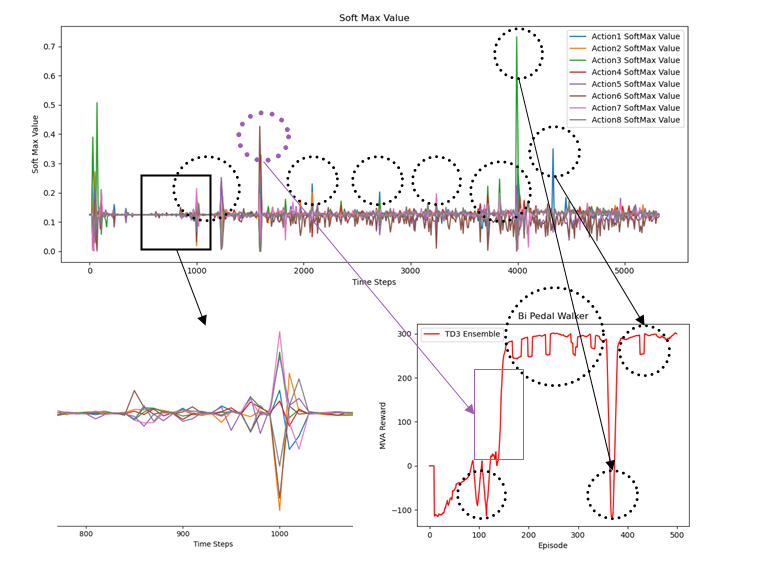 Soft Max Value
Soft Max Value
0.7
0.6
0.5
0.4
0.3
0.2
0.1
0.0
Action1 SoftMax Value
Action2 SoftMax Value
Action3 SoftMax Value
Action4 SoftMax Value
Action5 SoftMax Value
Action6 SoftMax Value
Action7 SoftMax Value
Action8 SoftMax Value
0 1000 2000 3000 4000 5000
Time Steps
800 900 1000
Time Steps
Bi Pedal Walker
TD3 Ensemble
MVA Reward
300
200
100
0
−100
0 100 200 300 400 500
Episode